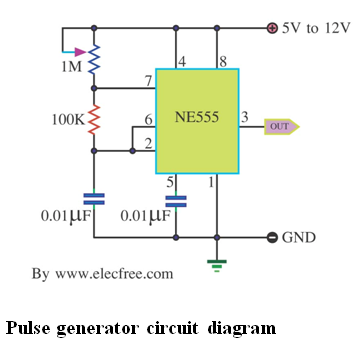 5V to 12V
1M
4
8
7
100K
6
NE555
3
OUT
2
5
1
0.01µF
0.01µF
GND
By www.elecfree.com
Pulse generator circuit diagram